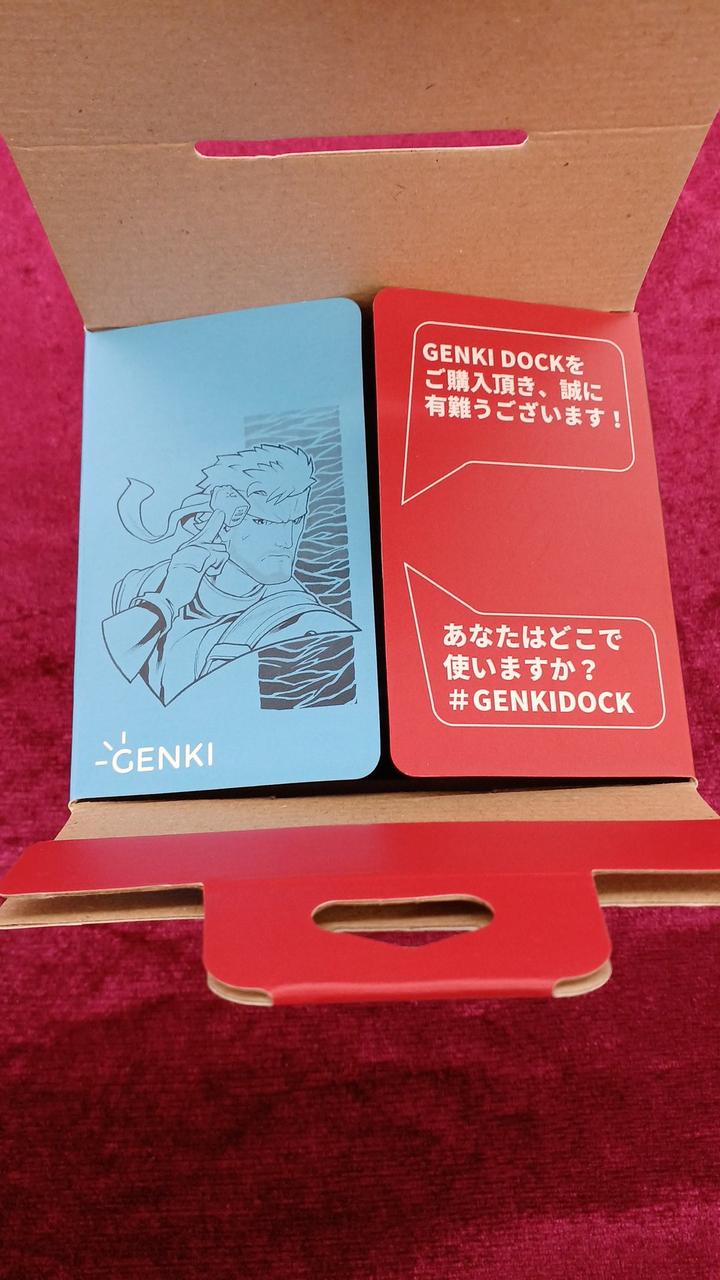 GENKI DOCKを
ご購入頂き、誠に
有難うございます！
あなたはどこで
使いますか？
＃GENKIDOCK
GENKI